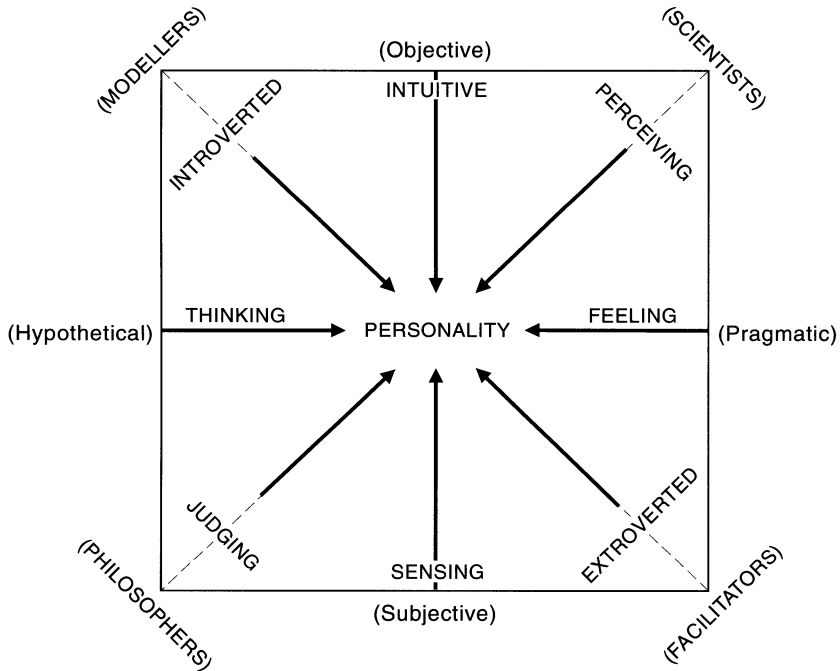 (MODELLERS)
(Objective)
(SCIENTISTS)
INTROVERTED
INTUITIVE
PERCEIVING
(Hypothetical)
THINKING
PERSONALITY
FEELING
(Pragmatic)
JUDGING
SENSING
EXTROVERTED
(PHILOSOPHERS)
(Subjective)
(FACILITATORS)